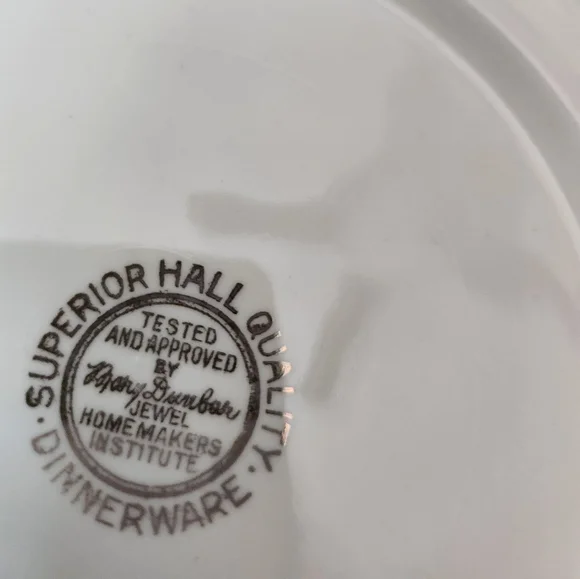 SUPERIOR HALL QUALITY
· DINNERWARE ·
TESTED
AND APPROVED
BY
Mary Dunbar
JEWEL
HOMEMAKERS
INSTITUTE